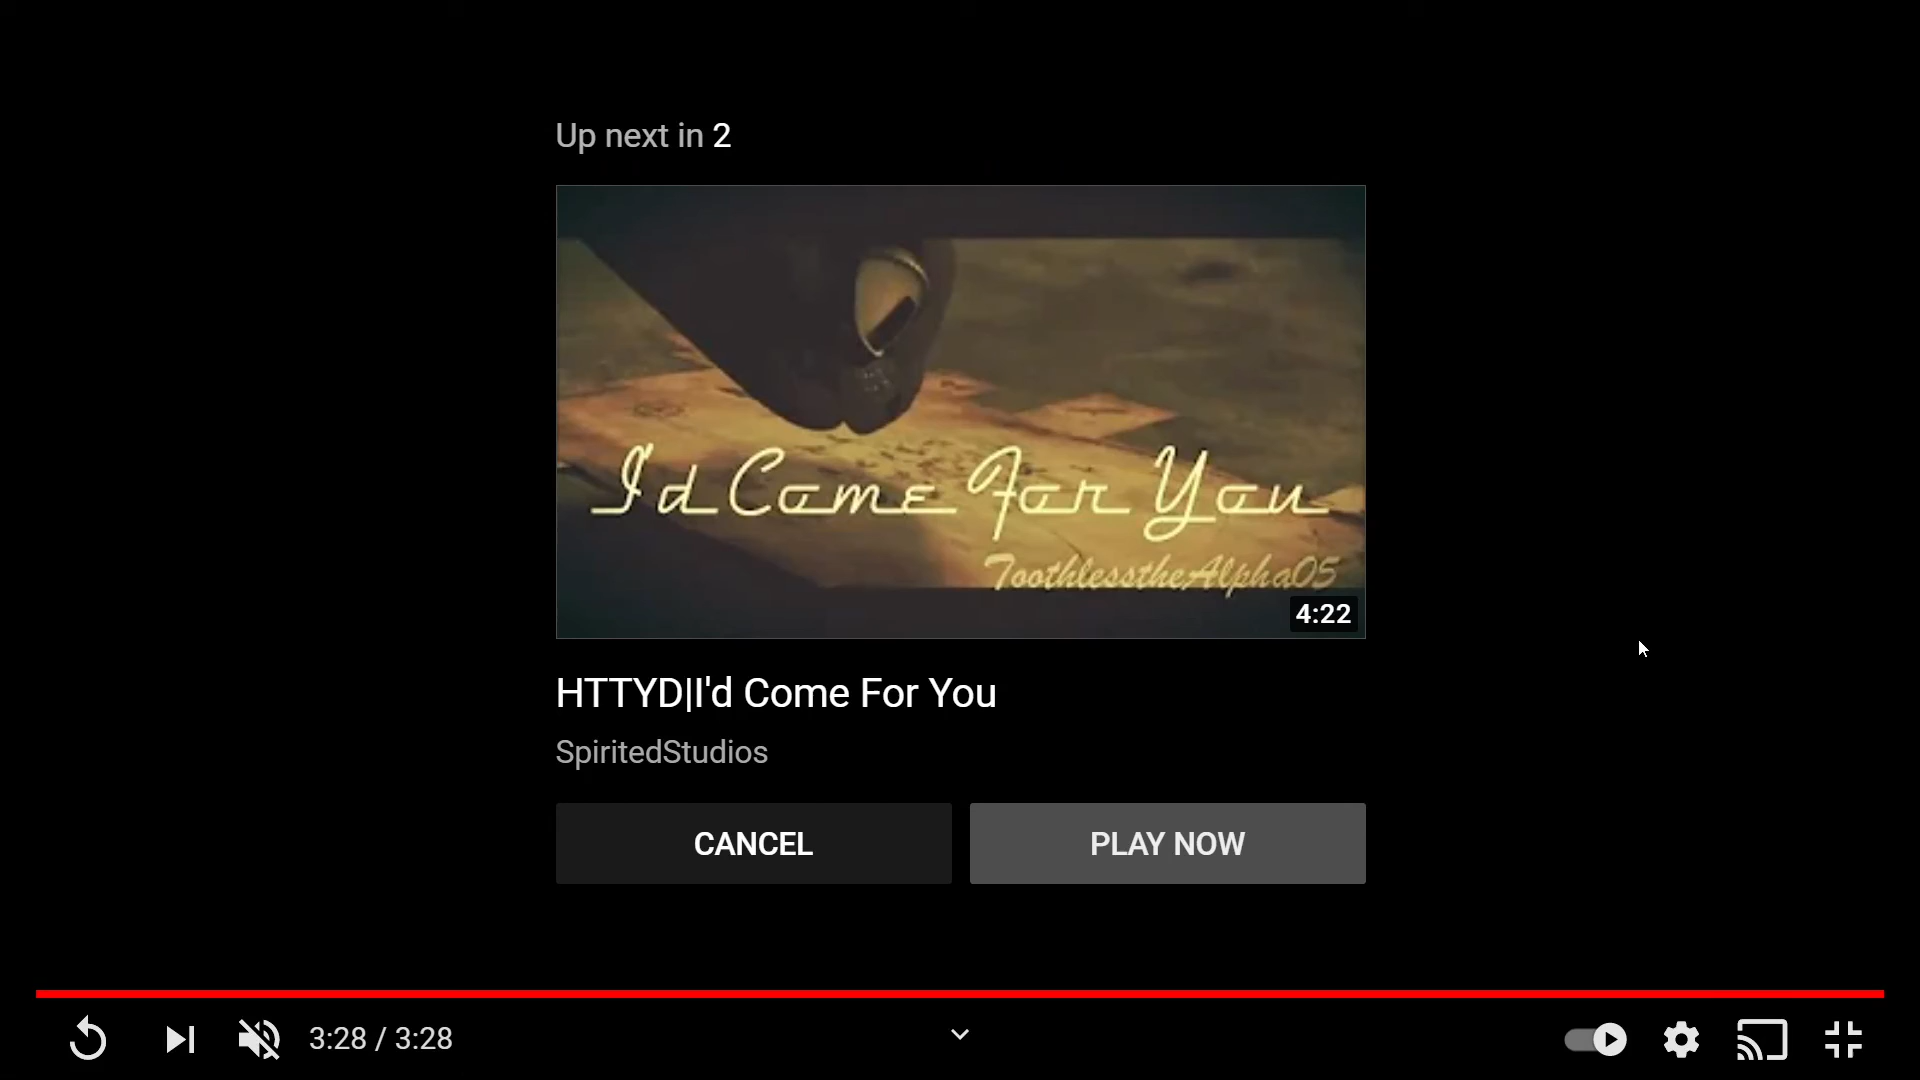 Up next in 2
I'd Come For You
ToothlesstheAlpha05
4:22
HTTYD|I'd Come For You
SpiritedStudios
CANCEL
PLAY NOW
3:28 / 3:28